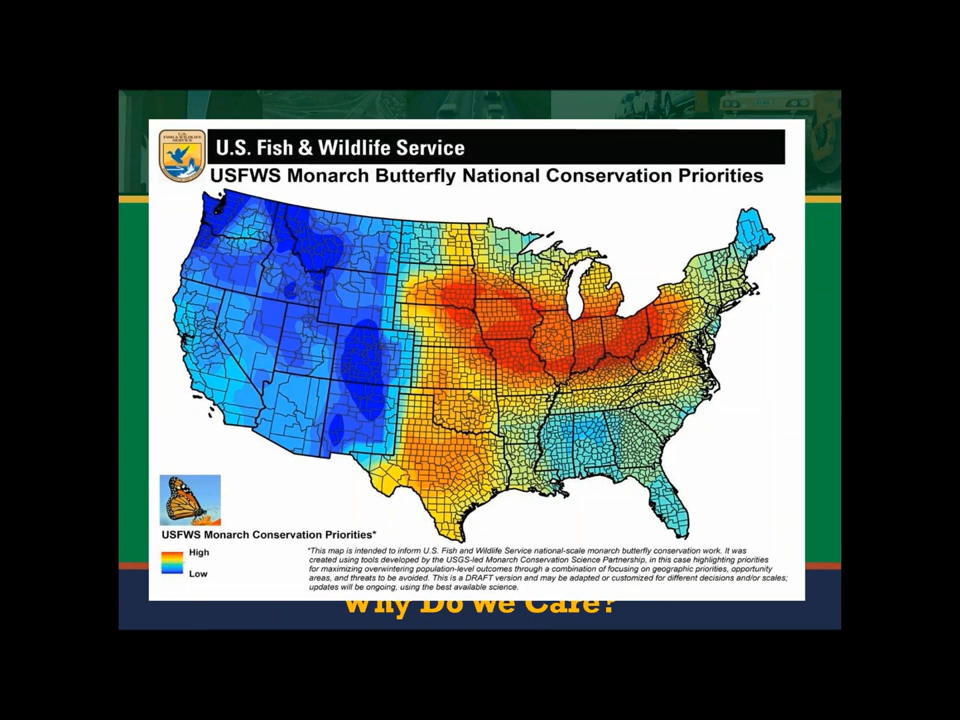 U.S.
FISH & WILDLIFE
SERVICE
U.S. Fish & Wildlife Service
USFWS Monarch Butterfly National Conservation Priorities
USFWS Monarch Conservation Priorities*
High
Low
*This map is intended to inform U.S. Fish and Wildlife Service national-scale monarch butterfly conservation work. It was
created using tools developed by the USGS-led Monarch Conservation Science Partnership, in this case highlighting priorities
for maximizing overwintering population-level outcomes through a combination of focusing on geographic priorities, opportunity
areas, and threats to be avoided. This is a DRAFT version and may be adapted or customized for different decisions and/or scales;
updates will be ongoing, using the best available science.
Why Do We Care?